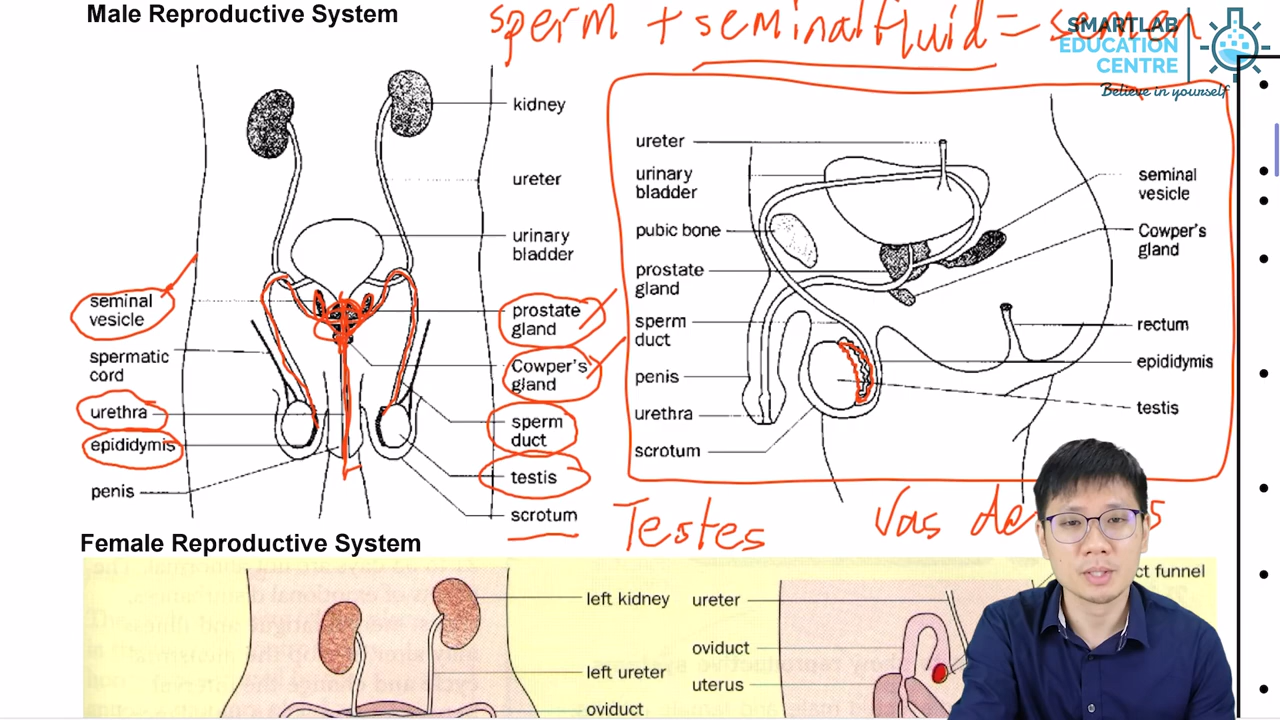 Male Reproductive System
sperm + seminal fluid = semen
SMARTLAB
EDUCATION
CENTRE
Believe in yourself
kidney
ureter
urinary
bladder
seminal
vesicle
prostate
gland
spermatic
cord
Cowper's
gland
urethra
sperm
duct
epididymis
testis
penis
scrotum
ureter
urinary
bladder
seminal
vesicle
pubic bone
Cowper's
gland
prostate
gland
sperm
duct
rectum
epididymis
penis
testis
urethra
scrotum
Testes
Vas
Female Reproductive System
left kidney
left ureter
oviduct
ureter
oviduct
uterus
funnel